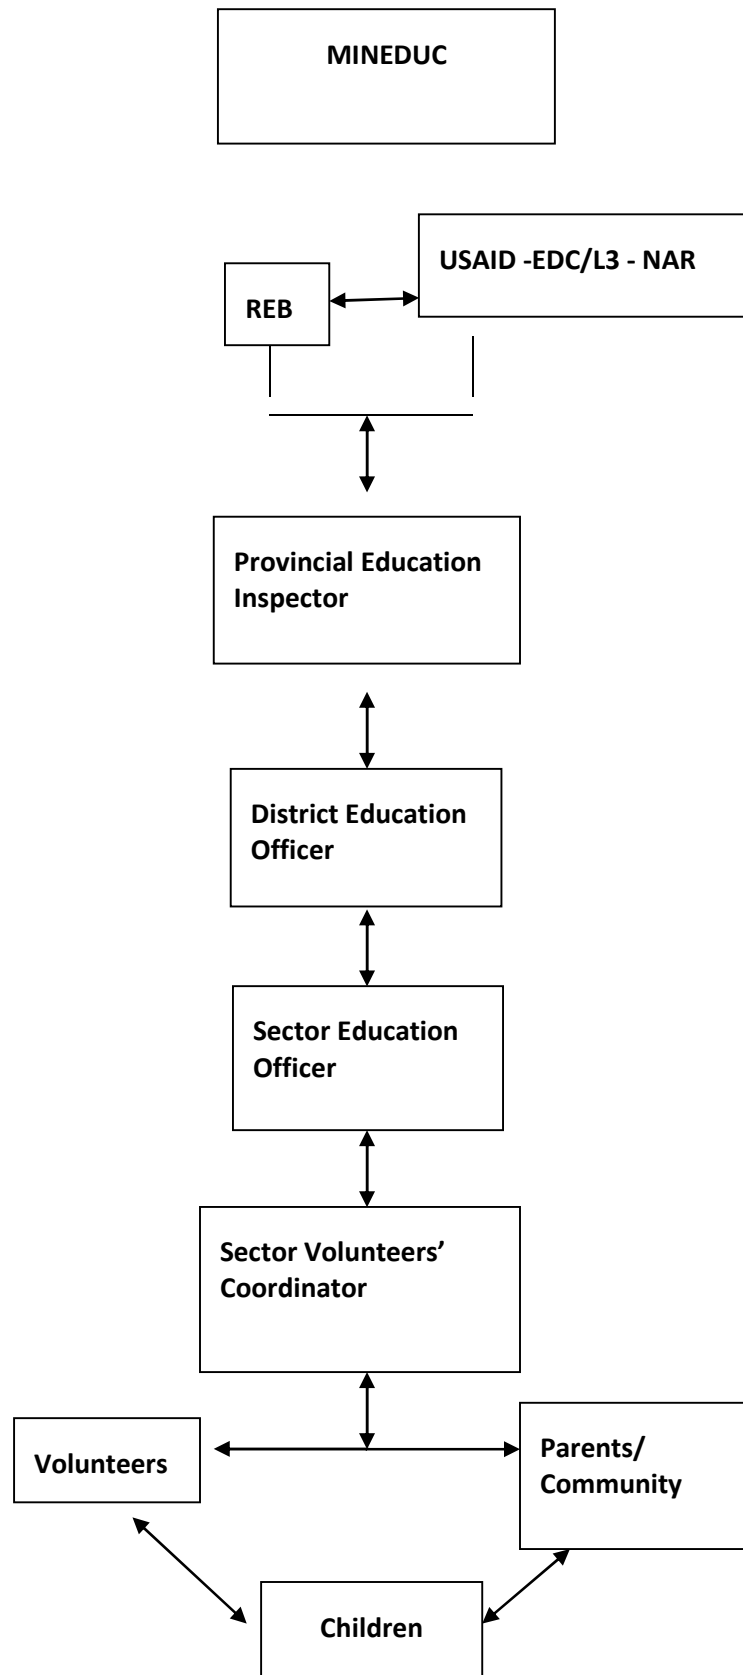 MINEDUC
USAID -EDC/L3 - NAR
REB
Provincial Education
Inspector
District Education
Officer
Sector Education
Officer
Sector Volunteers’
Coordinator
Volunteers
Parents/
Community
Children